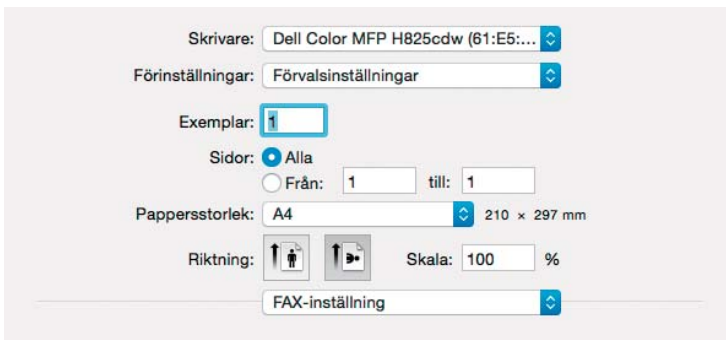 Skrivare: Dell Color MFP H825cdw (61:E5:...
Förinställningar: Förvalsinställningar
Exemplar: 1
Sidor: Alla
Från: 1 till: 1
Pappersstorlek: A4 210 × 297 mm
Riktning: Skala: 100 %
FAX-inställning